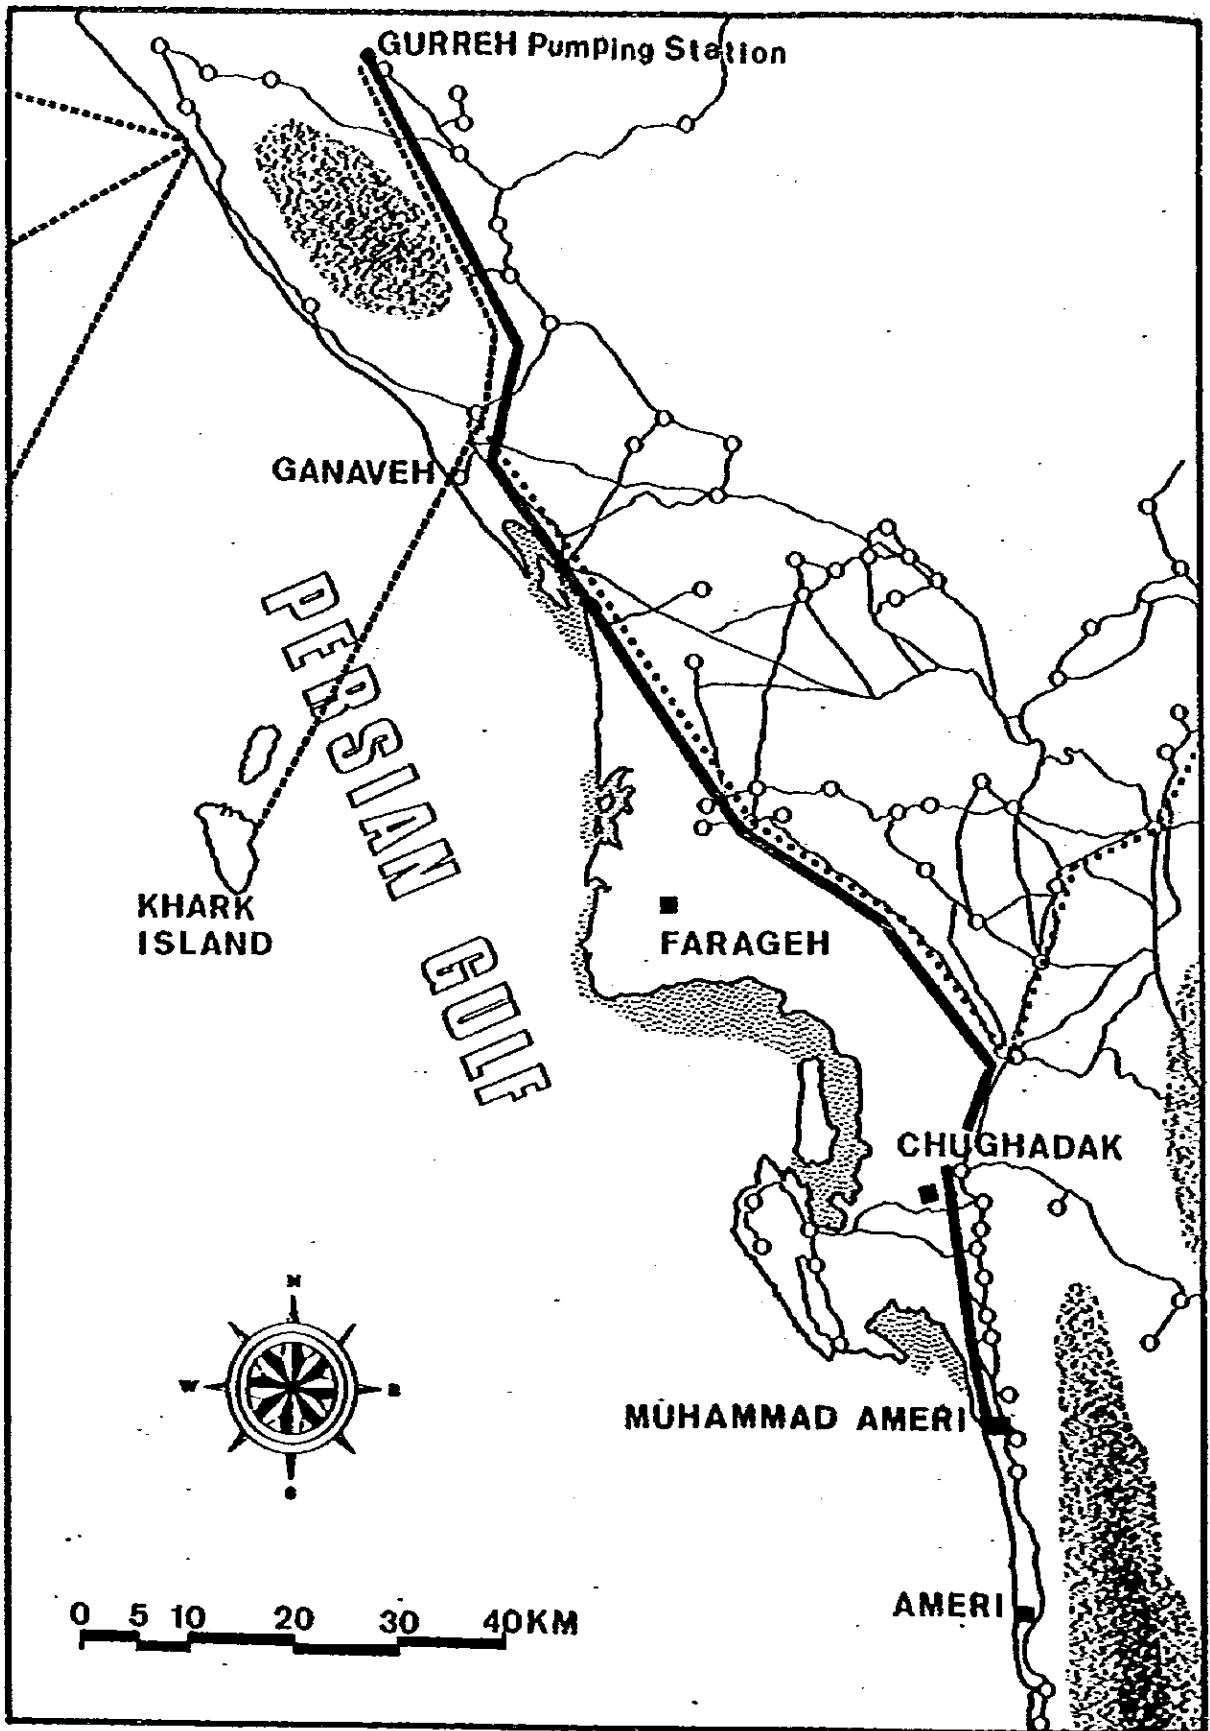 GURREH Pumping Station
GANAVEH
PERSIAN GULF
KHARK
ISLAND
FARAGEH
CHUGHADAK
N
W
E
S
MUHAMMAD AMERI
AMERI
0 5 10 20 30 40KM